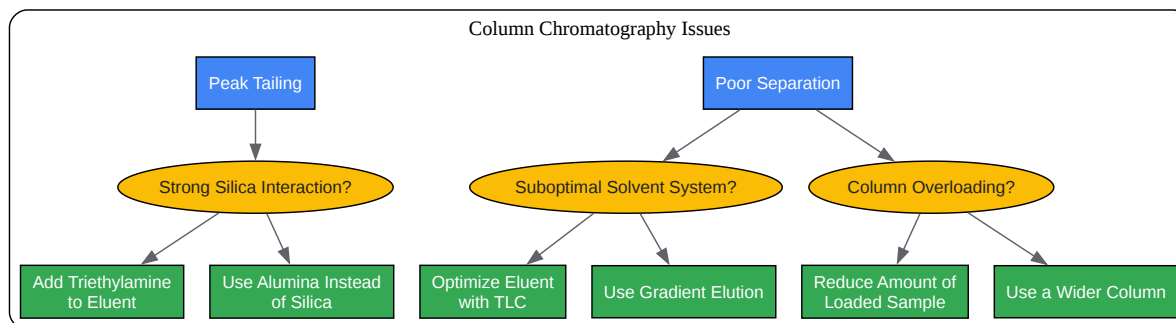 Column Chromatography Issues
Peak Tailing
Poor Separation
Strong Silica Interaction?
Suboptimal Solvent System?
Column Overloading?
Add Triethylamine
to Eluent
Use Alumina Instead
of Silica
Optimize Eluent
with TLC
Use Gradient Elution
Reduce Amount of
Loaded Sample
Use a Wider Column